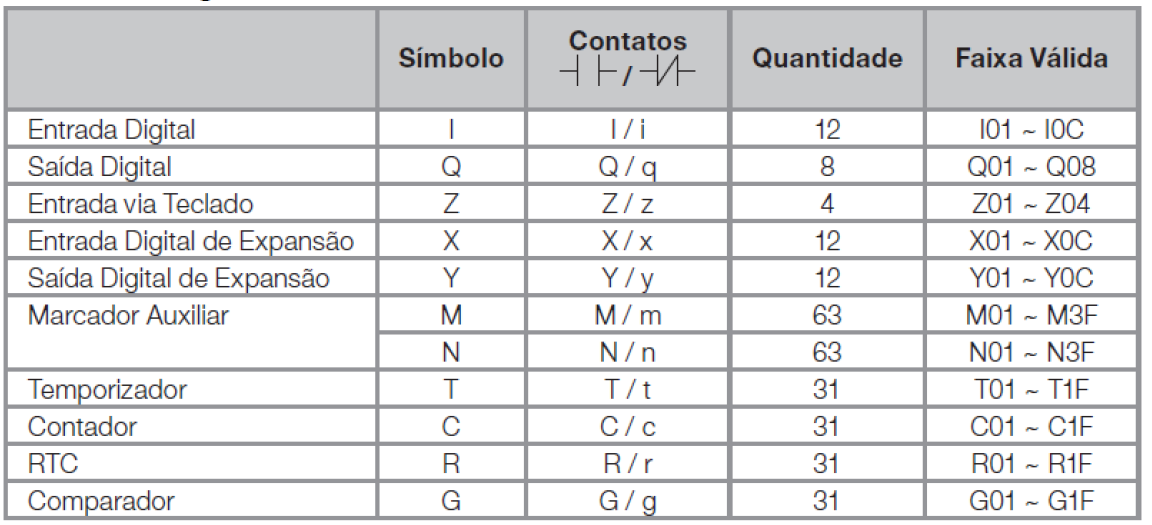 Símbolo Contatos / Quantidade Faixa Válida
Entrada Digital I I / i 12 I01 ~ I0C
Saída Digital Q Q / q 8 Q01 ~ Q08
Entrada via Teclado Z Z / z 4 Z01 ~ Z04
Entrada Digital de Expansão X X / x 12 X01 ~ X0C
Saída Digital de Expansão Y Y / y 12 Y01 ~ Y0C
Marcador Auxiliar M M / m 63 M01 ~ M3F
N N / n 63 N01 ~ N3F
Temporizador T T / t 31 T01 ~ T1F
Contador C C / c 31 C01 ~ C1F
RTC R R / r 31 R01 ~ R1F
Comparador G G / g 31 G01 ~ G1F